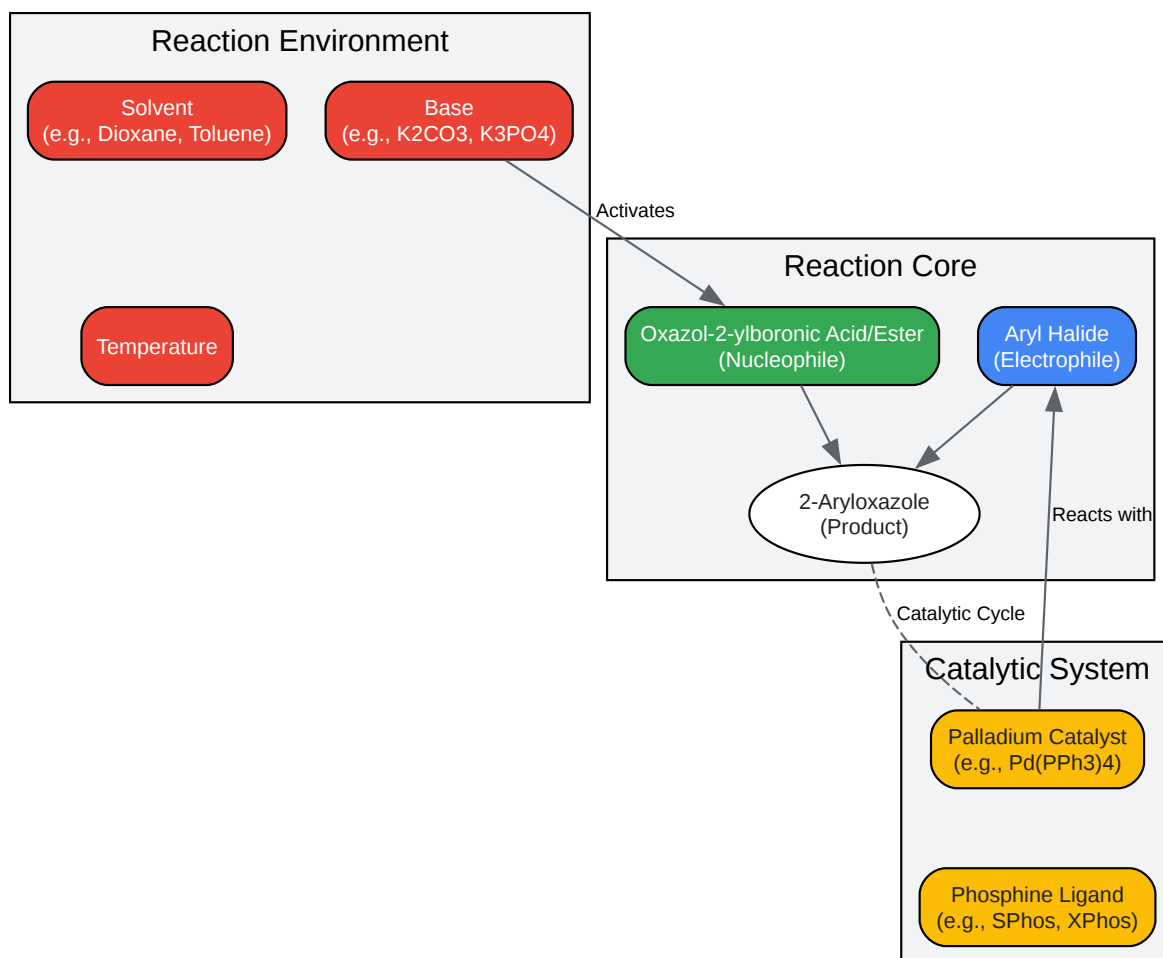 Reaction Environment
Solvent
(e.g., Dioxane, Toluene)
Base
(e.g., K2CO3, K3PO4)
Activates
Temperature
Reaction Core
Oxazol-2-ylboronic Acid/Ester
(Nucleophile)
Aryl Halide
(Electrophile)
2-Aryloxazole
(Product)
Reacts with
Catalytic Cycle
Catalytic System
Palladium Catalyst
(e.g., Pd(PPh3)4)
Phosphine Ligand
(e.g., SPhos, XPhos)